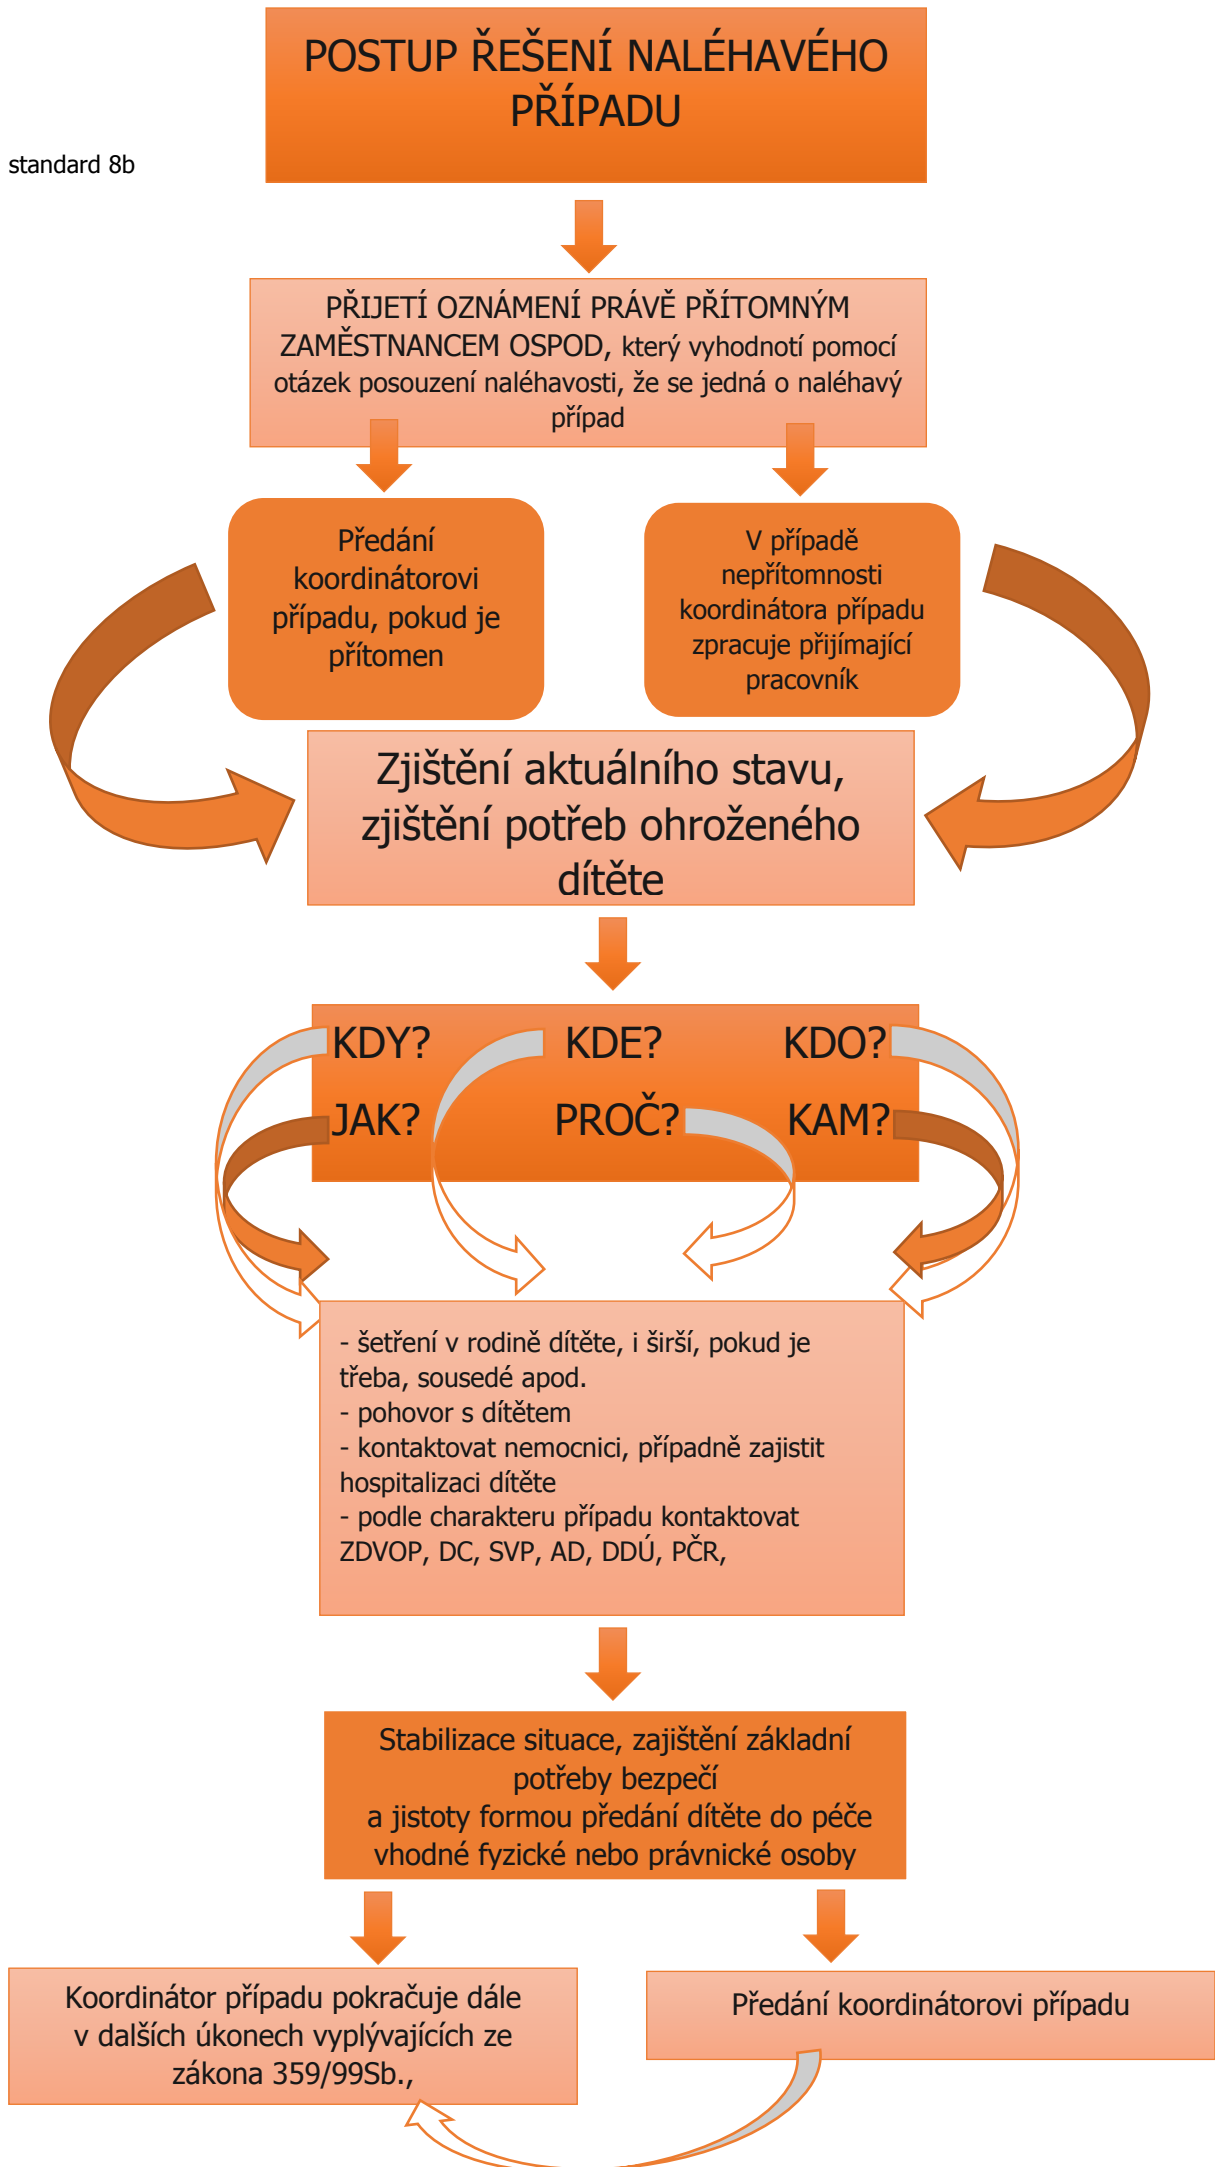 POSTUP ŘEŠENÍ NALÉHAVÉHO
PŘÍPADU
standard 8b
PŘIJETÍ OZNÁMENÍ PRÁVĚ PŘÍTOMNÝM
ZAMĚSTNANCEM OSPOD, který vyhodnotí pomocí
otázek posouzení naléhavosti, že se jedná o naléhavý
případ
Předání
koordinátorovi
případu, pokud je
přítomen
V případě
nepřítomnosti
koordinátora případu
zpracuje přijímající
pracovník
Zjištění aktuálního stavu,
zjištění potřeb ohroženého
dítěte
KDY? KDE? KDO?
JAK? PROČ? KAM?
- šetření v rodině dítěte, i širší, pokud je
třeba, sousedé apod.
- pohovor s dítětem
- kontaktovat nemocnici, případně zajistit
hospitalizaci dítěte
- podle charakteru případu kontaktovat
ZDVOP, DC, SVP, AD, DDÚ, PČR,
Stabilizace situace, zajištění základní
potřeby bezpečí
a jistoty formou předání dítěte do péče
vhodné fyzické nebo právnické osoby
Koordinátor případu pokračuje dále
v dalších úkonech vyplývajících ze
zákona 359/99Sb.,
Předání koordinátorovi případu